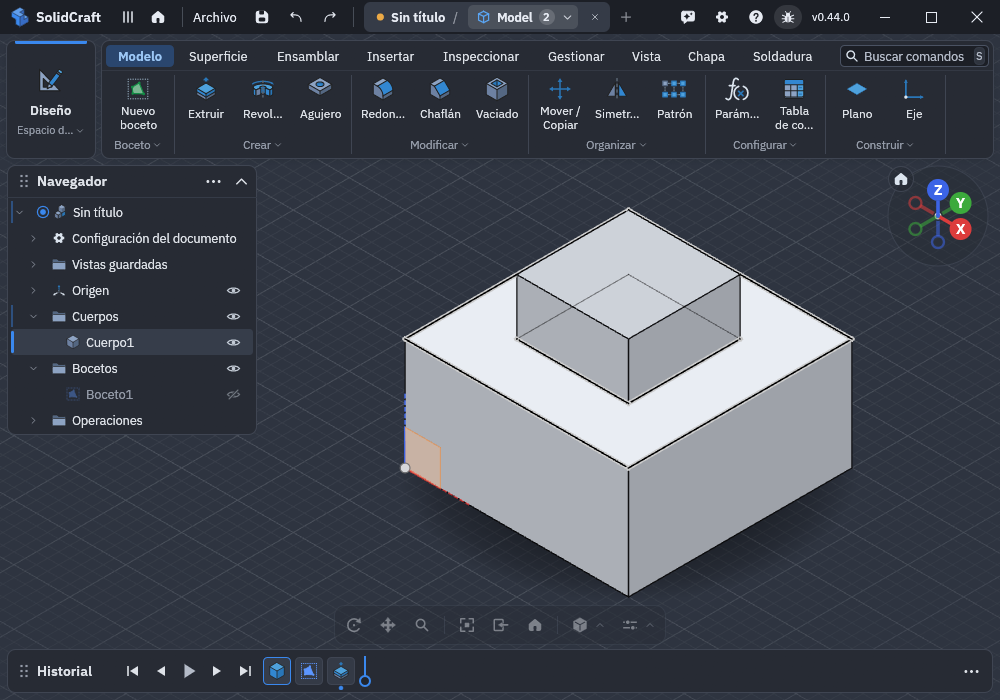 SolidCraft
Archivo
Sin título /
Model 2
v0.44.0
Diseño
Espacio d...
Modelo
Superficie
Ensamblar
Insertar
Inspeccionar
Gestionar
Vista
Chapa
Soldadura
Buscar comandos S
Nuevo
boceto
Extruir
Revol...
Agujero
Redon...
Chaflán
Vaciado
Mover /
Copiar
Simetr...
Patrón
Parám...
Tabla
de co...
Plano
Eje
Boceto
Crear
Modificar
Organizar
Configurar
Construir
Navegador
Sin título
Configuración del documento
Vistas guardadas
Origen
Cuerpos
Cuerpo1
Bocetos
Boceto1
Operaciones
Z
Y
X
Historial